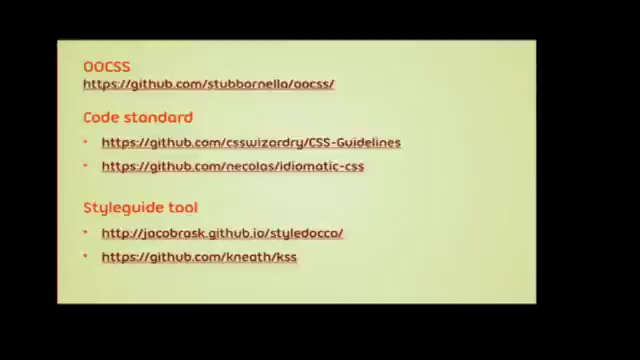 OOCSS
https://github.com/stubbornella/oocss/
Code standard
• https://github.com/csswizardry/CSS-Guidelines
• https://github.com/necolas/idiomatic-css
Styleguide tool
• http://jacobrask.github.io/styledocco/
• https://github.com/kneath/kss